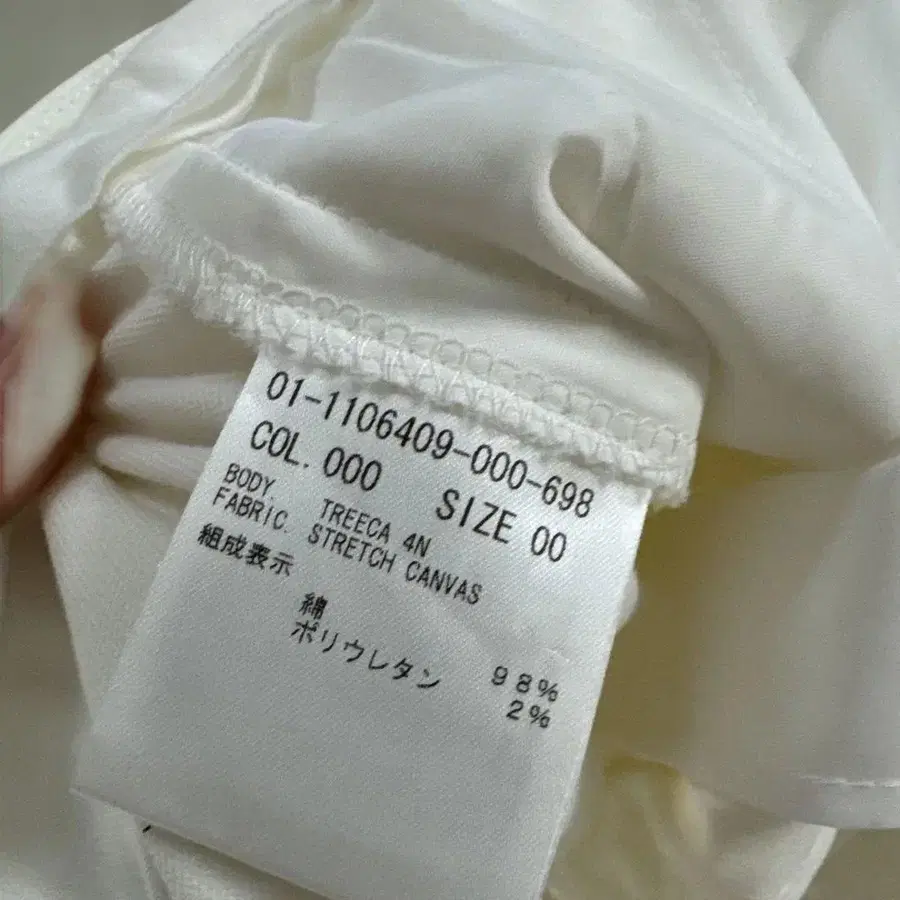 01-1106409-000-698
COL. 000 SIZE 00
BODY. TREECA 4N
FABRIC. STRETCH CANVAS
組成表示
綿 98%
ポリウレタン 2%